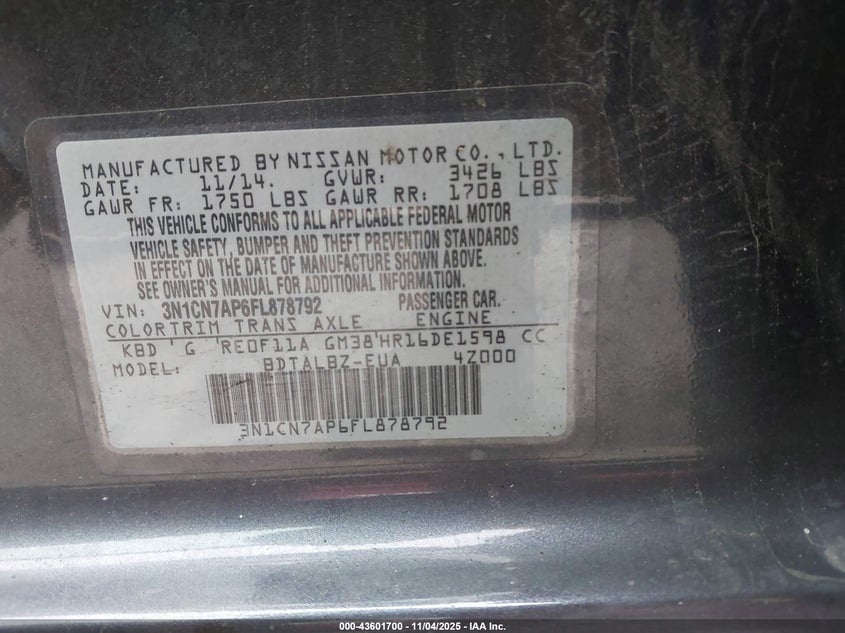 MANUFACTURED BY NISSAN MOTOR CO., LTD.
DATE: 11/14. GVWR: 3426 LBS
GAWR FR: 1750 LBS GAWR RR: 1708 LBS
THIS VEHICLE CONFORMS TO ALL APPLICABLE FEDERAL MOTOR
VEHICLE SAFETY, BUMPER AND THEFT PREVENTION STANDARDS
IN EFFECT ON THE DATE OF MANUFACTURE SHOWN ABOVE.
SEE OWNER'S MANUAL FOR ADDITIONAL INFORMATION.
VIN: 3N1CN7AP6FL878792 PASSENGER CAR.
COLORTRIM TRANS AXLE ENGINE
KBD 'G 'RE0F11A GM38'HR16DE1598 CC
MODEL: BDTALBZ-EUA 4Z000
3N1CN7AP6FL878792
000-43601700 - 11/04/2025 - IAA Inc.